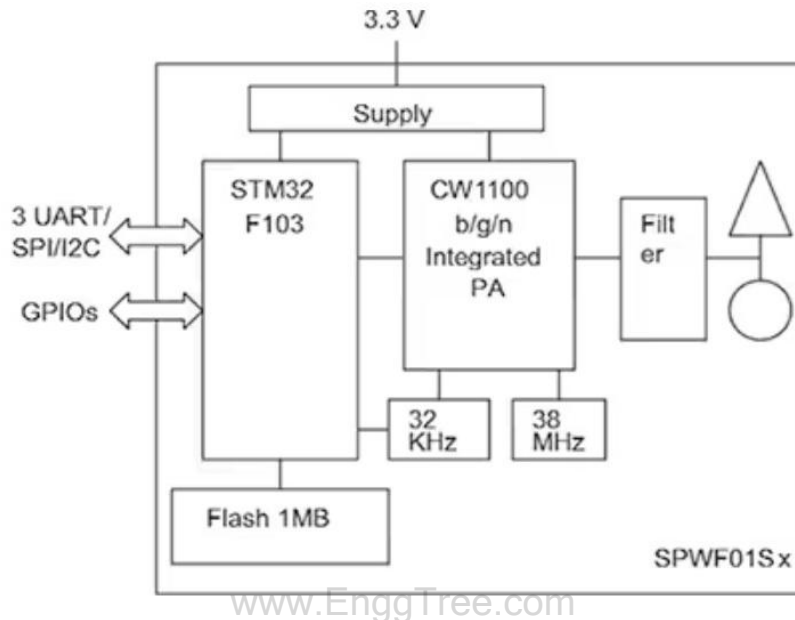 3.3 V
Supply
STM32
F103
CW1100
b/g/n
Integrated
PA
Filt
er
3 UART/
SPI/I2C
GPIOs
32
KHz
38
MHz
Flash 1MB
SPWF01Sx
www.EnggTree.com